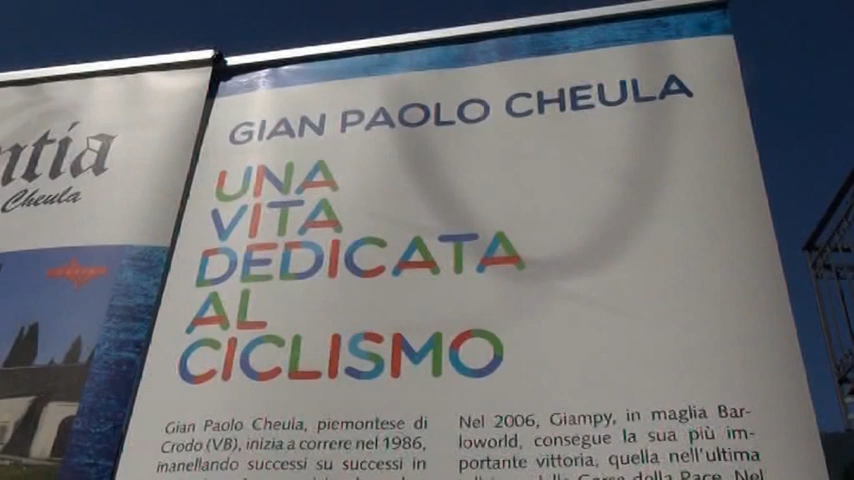 Cheula
GIAN PAOLO CHEULA
UNA
VITA
DEDICATA
AL
CICLISMO
Gian Paolo Cheula, piemontese di
Crodo (VB), inizia a correre nel 1986,
inanellando successi su successi in
Nel 2006, Giampy, in maglia Bar-
loworld, consegue la sua più im-
portante vittoria, quella nell'ultima
della Corsa della Pace. Nel